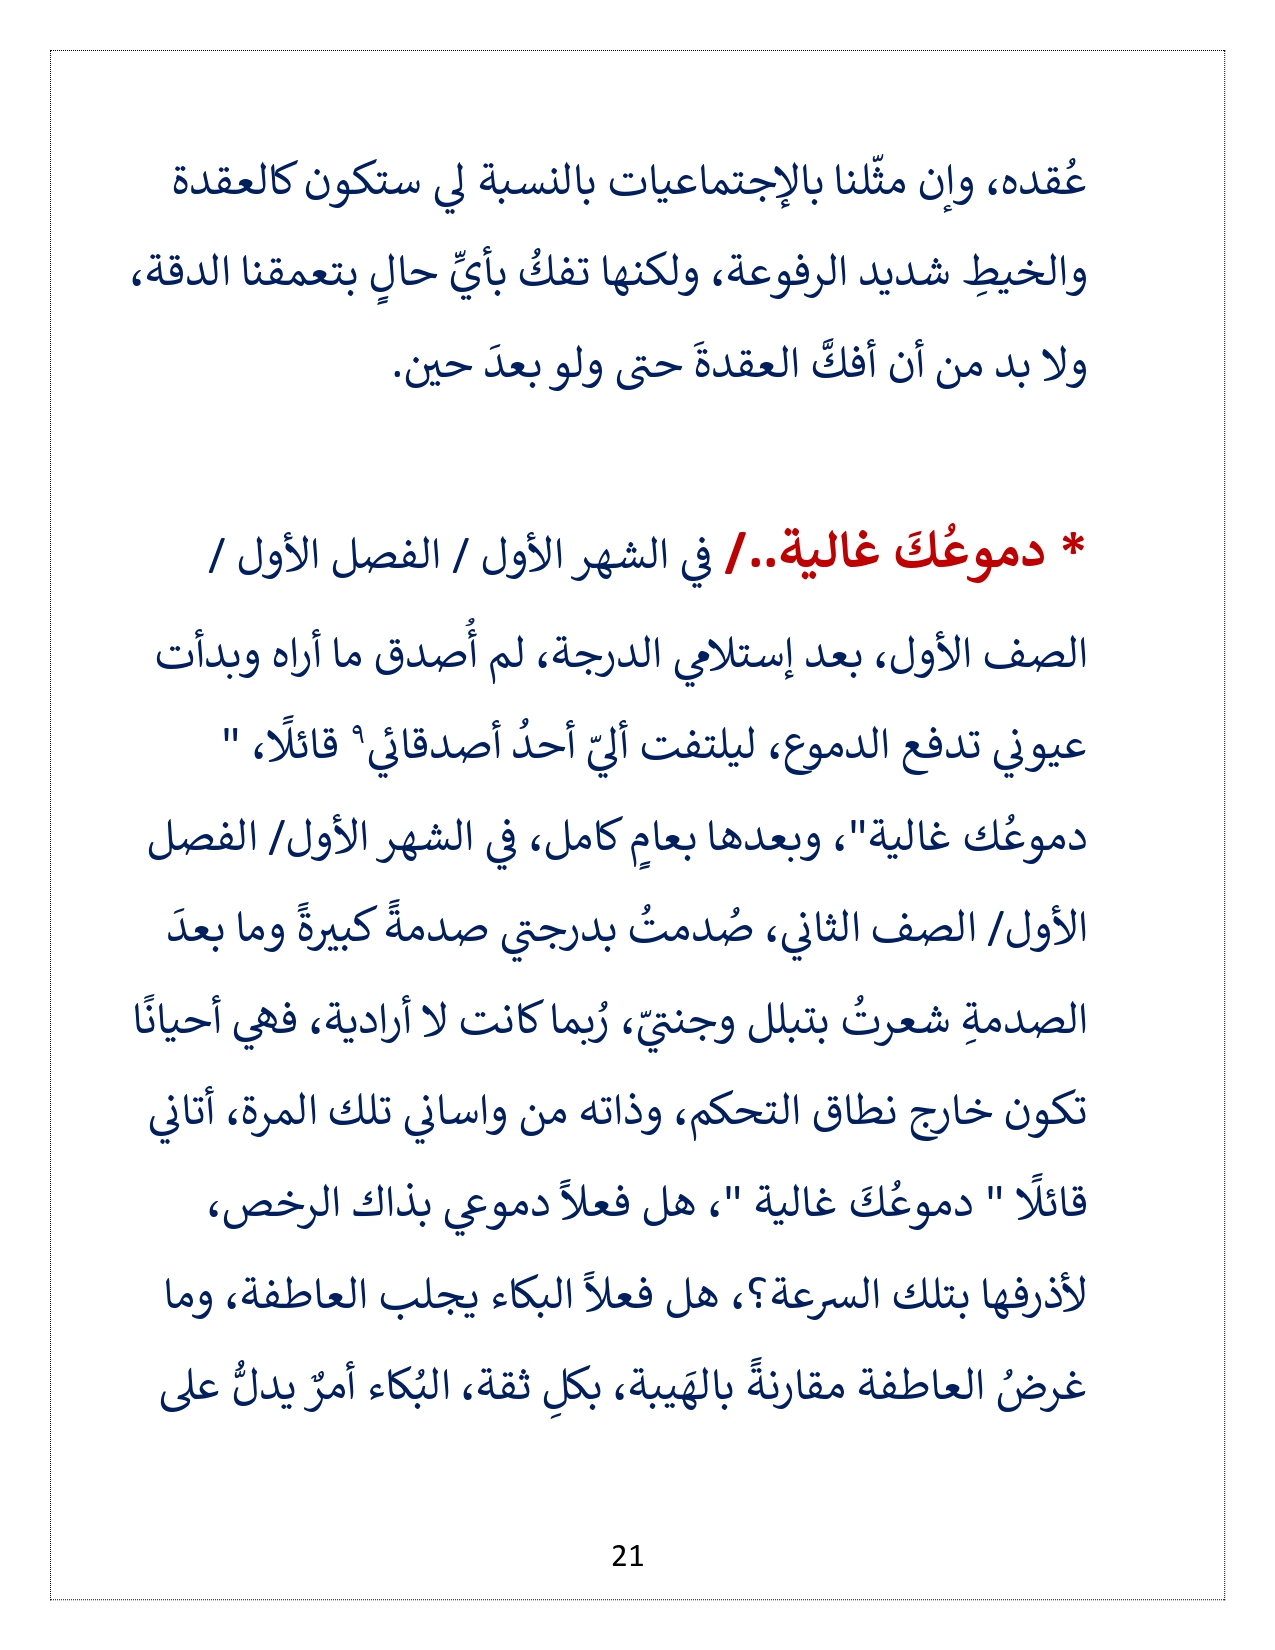 عُقده، وإن مثّلنا بالإجتماعيات بالنسبة لي ستكون كالعقدة
والخيطِ شديد الرفوعة، ولكنها تفكُ بأيِّ حالٍ بتعمقنا الدقة،
ولا بد من أن أفكَّ العقدةَ حتى ولو بعدَ حين.
* دموعُكَ غالية../ في الشهر الأول / الفصل الأول /
الصف الأول، بعد إستلامي الدرجة، لم أُصدق ما أراه وبدأت
عيوني تدفع الدموع، ليلتفت أليّ أحدُ أصدقائي٩ قائلًا، "
دموعُك غالية"، وبعدها بعامٍ كامل، في الشهر الأول/ الفصل
الأول/ الصف الثاني، صُدمتُ بدرجتي صدمةً كبيرةً وما بعدَ
الصدمةِ شعرتُ بتبلل وجنتيّ، رُبما كانت لا أرادية، فهي أحيانًا
تكون خارج نطاق التحكم، وذاته من واساني تلك المرة، أتاني
قائلًا " دموعُكَ غالية "، هل فعلاً دموعي بذاك الرخص،
لأذرفها بتلك السرعة؟، هل فعلاً البكاء يجلب العاطفة، وما
غرضُ العاطفة مقارنةً بالهَيبة، بكلِ ثقة، البُكاء أمرٌ يدلُّ على
21